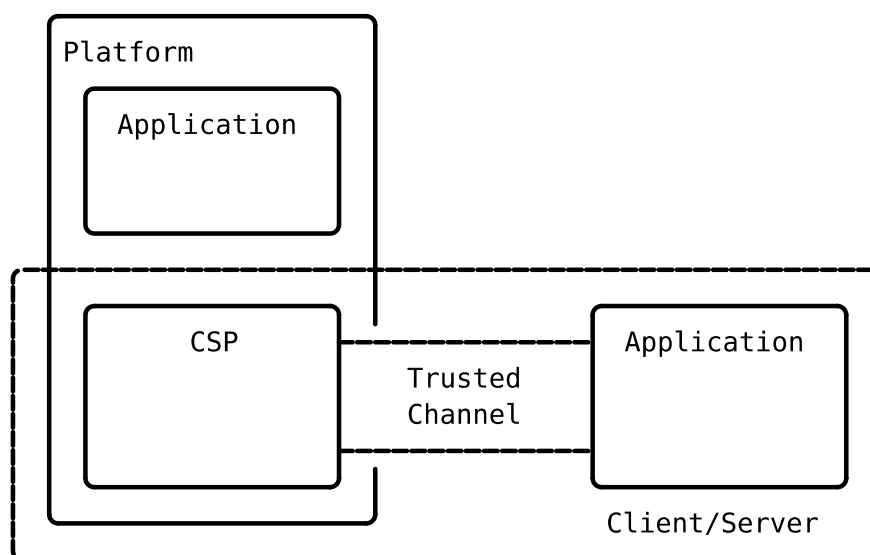 Platform
Application
CSP
Application
Trusted
Channel
Client/Server